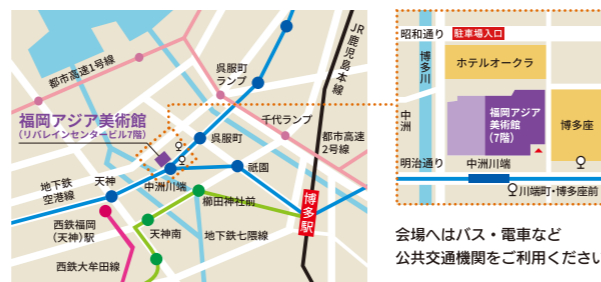 都市高速1号線
呉服町
ランプ
JR
鹿児島本線
福岡アジア美術館
(リバレインセンタービル7階)
千代ランプ
呉服町
都市高速
2号線
祇園
地下鉄
空港線
天神
中洲川端
櫛田神社前
博多駅
西鉄福岡
(天神)駅
天神南
地下鉄七隈線
西鉄大牟田線
昭和通り
駐車場入口
博多川
ホテルオークラ
中洲
福岡アジア
美術館
(7階)
博多座
明治通り
中洲川端
川端町・博多座前
会場へはバス・電車など
公共交通機関をご利用ください